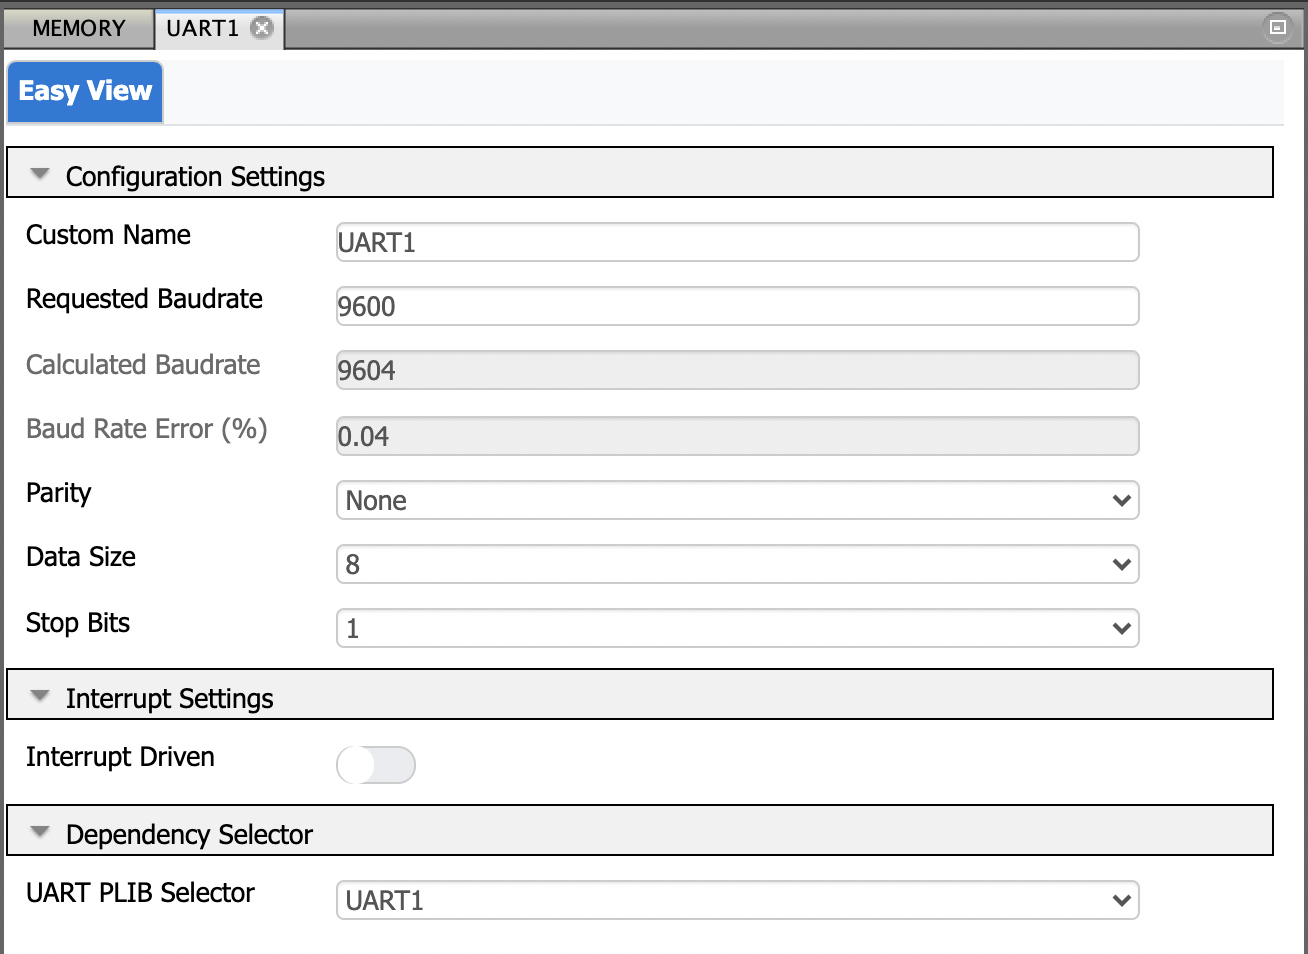 MEMORY UART1
Easy View
Configuration Settings
Custom Name UART1
Requested Baudrate 9600
Calculated Baudrate 9604
Baud Rate Error (%) 0.04
Parity None
Data Size 8
Stop Bits 1
Interrupt Settings
Interrupt Driven
Dependency Selector
UART PLIB Selector UART1